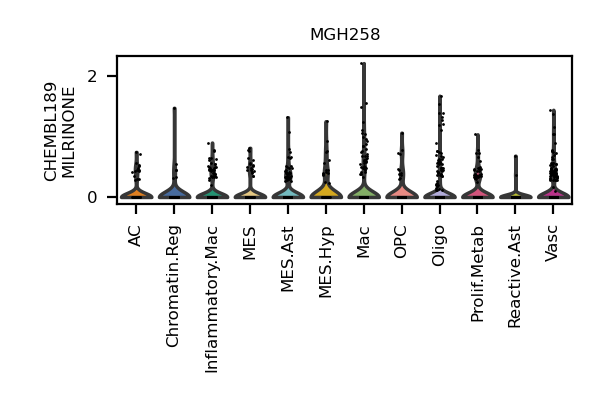 MGH258
CHEMBL189
MILRINONE
2
0
AC
Chromatin.Reg
Inflammatory.Mac
MES
MES.Ast
MES.Hyp
Mac
OPC
Oligo
Prolif.Metab
Reactive.Ast
Vasc